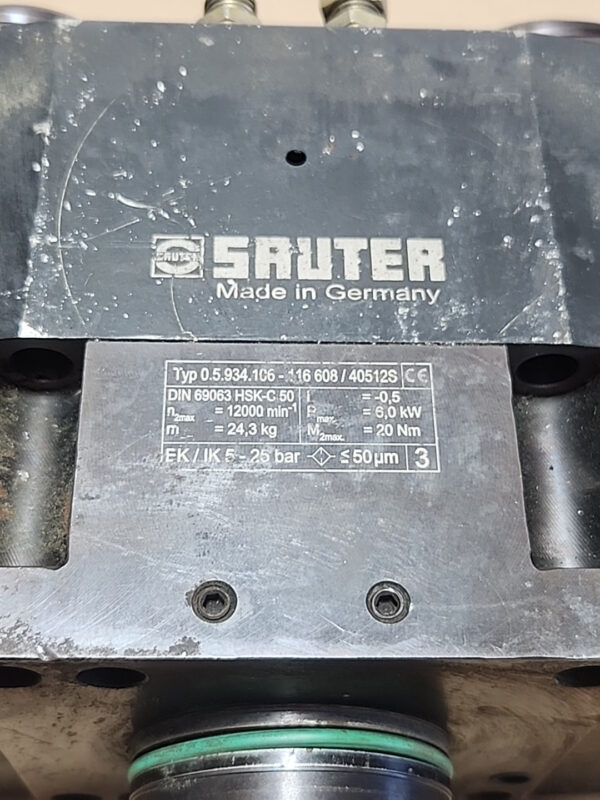 SAUTER SAUTER
Made in Germany
Typ 0.5.934.106 - 116 608 / 40512S CE
DIN 69063 HSK-C 50 i = -0,5
n2max = 12000 min-1 Pmax. = 6,0 kW
m = 24,3 kg M2max. = 20 Nm
EK / IK 5 - 25 bar ≤ 50 µm 3